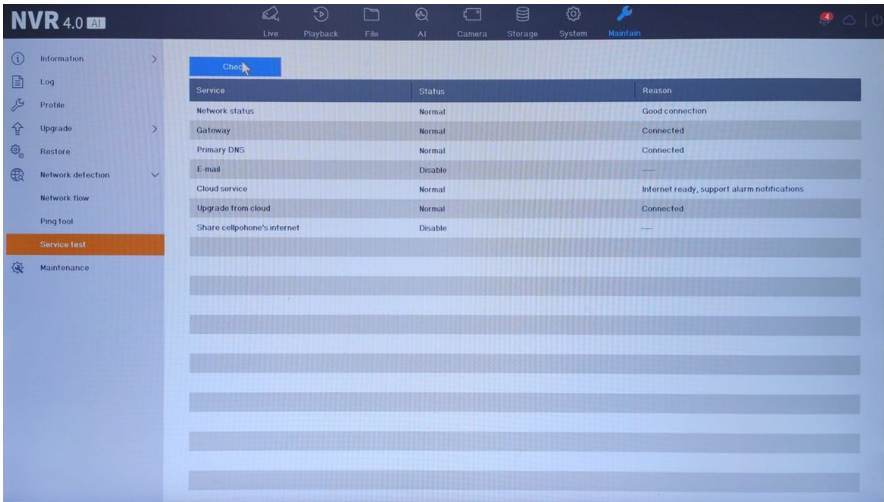 NVR 4.0 AI
Live Playback File AI Camera Storage System Maintain
4
Information
Log
Profile
Upgrade
Restore
Network detection
Network flow
Ping tool
Service test
Maintenance
Check
Service Status Reason
Network status Normal Good connection
Gateway Normal Connected
Primary DNS Normal Connected
E-mail Disable ----
Cloud service Normal Internet ready, support alarm notifications
Upgrade from cloud Normal Connected
Share cellpohone's internet Disable ----